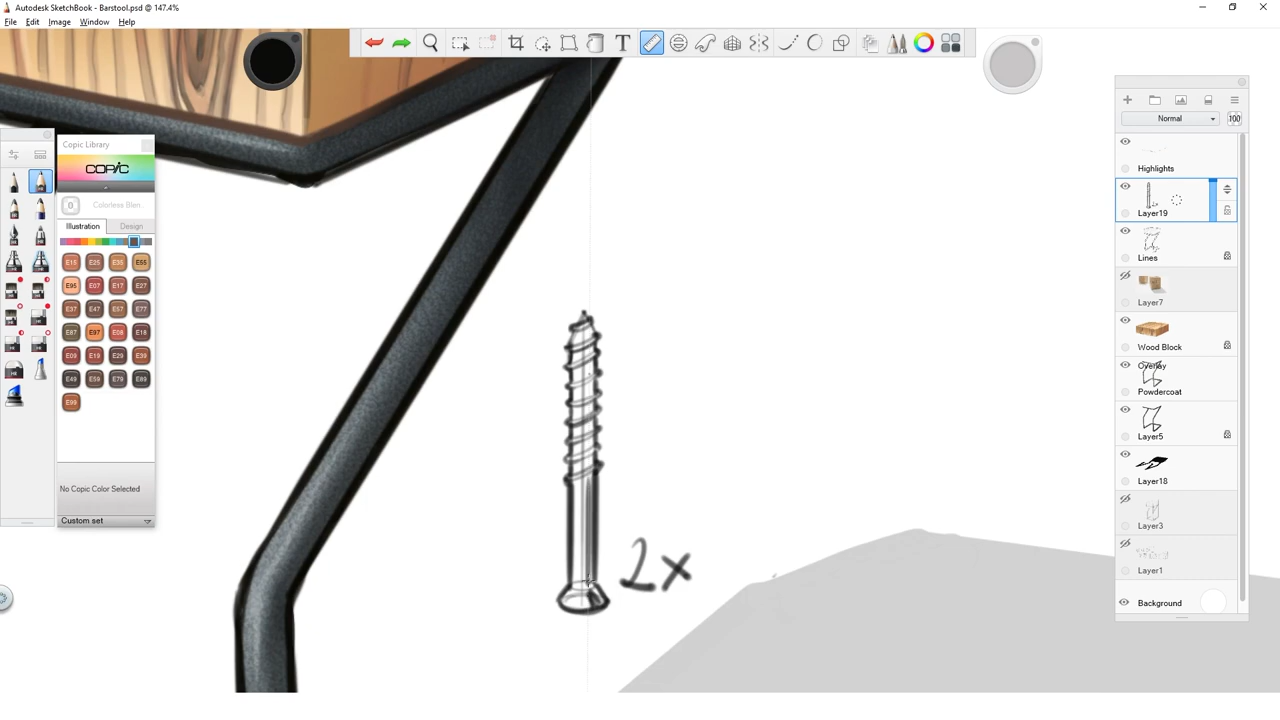 Autodesk SketchBook - Barstool.psd @ 147.4%
File Edit Image Window Help
T
Normal
100
Copic Library
COPIC
0
Colorless Blen...
Illustration Design
E15 E25 E35 E55
E95 E07 E17 E27
E37 E47 E57 E77
E87 E97 E08 E18
E09 E19 E29 E39
E49 E59 E79 E89
E99
No Copic Color Selected
Custom set
Highlights
Layer19
Lines
Layer7
Wood Block
Overlay
Powdercoat
Layer5
Layer18
Layer3
Layer1
Background
2x